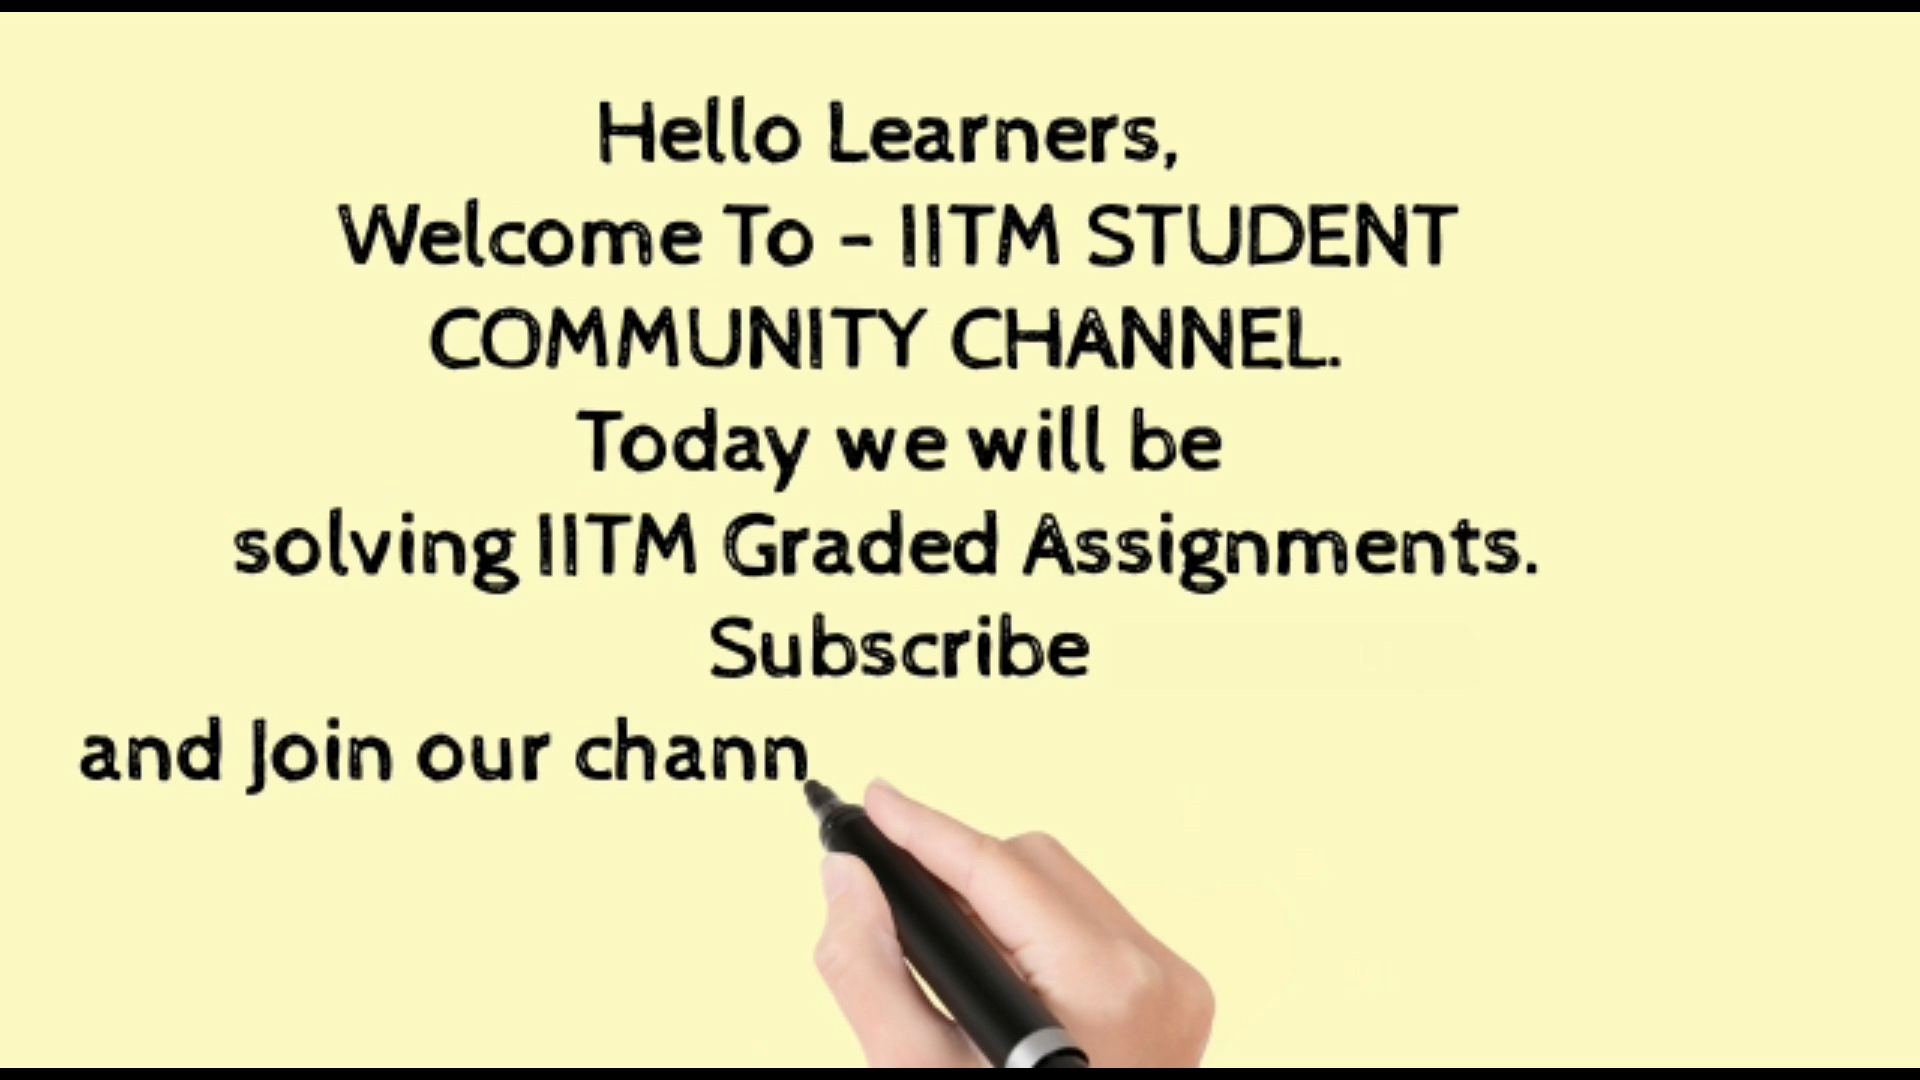 Hello Learners,
Welcome To - IITM STUDENT
COMMUNITY CHANNEL.
Today we will be
solving IITM Graded Assignments.
Subscribe
and Join our chann